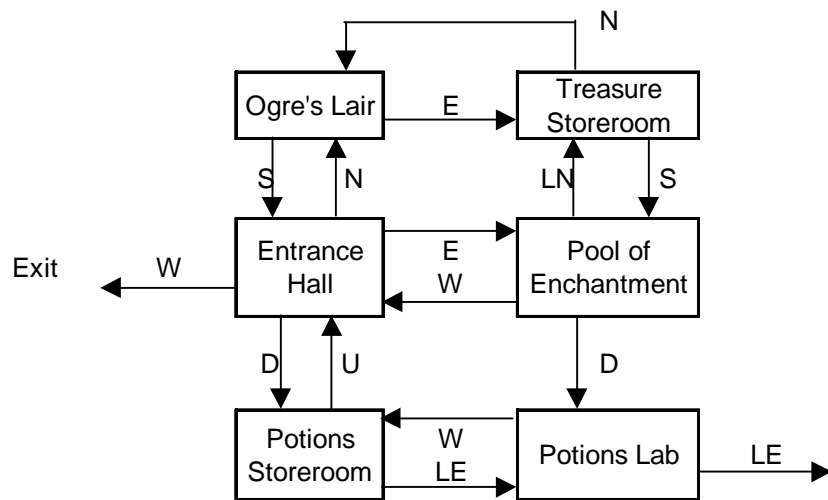 N
Ogre's Lair
E
Treasure
Storeroom
S
N
LN
S
Exit
W
Entrance
Hall
E
W
Pool of
Enchantment
D
U
D
Potions
Storeroom
W
LE
Potions Lab
LE